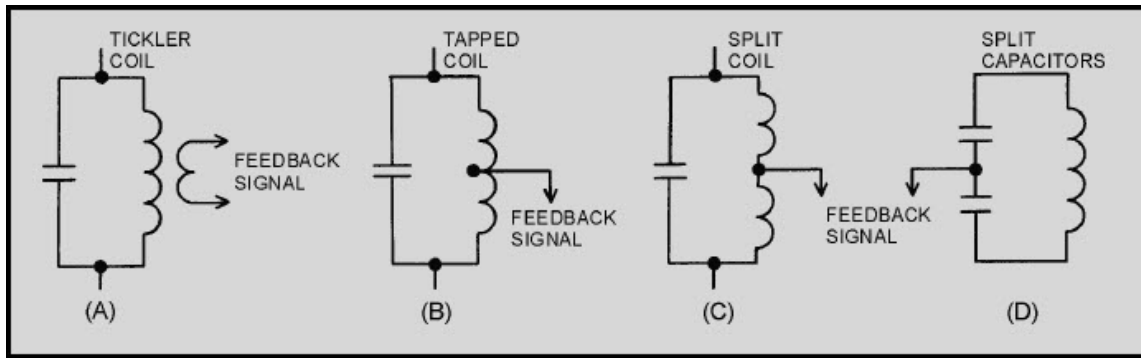 TICKLER
COIL
FEEDBACK
SIGNAL
(A)
TAPPED
COIL
FEEDBACK
SIGNAL
(B)
SPLIT
COIL
FEEDBACK
SIGNAL
(C)
SPLIT
CAPACITORS
(D)